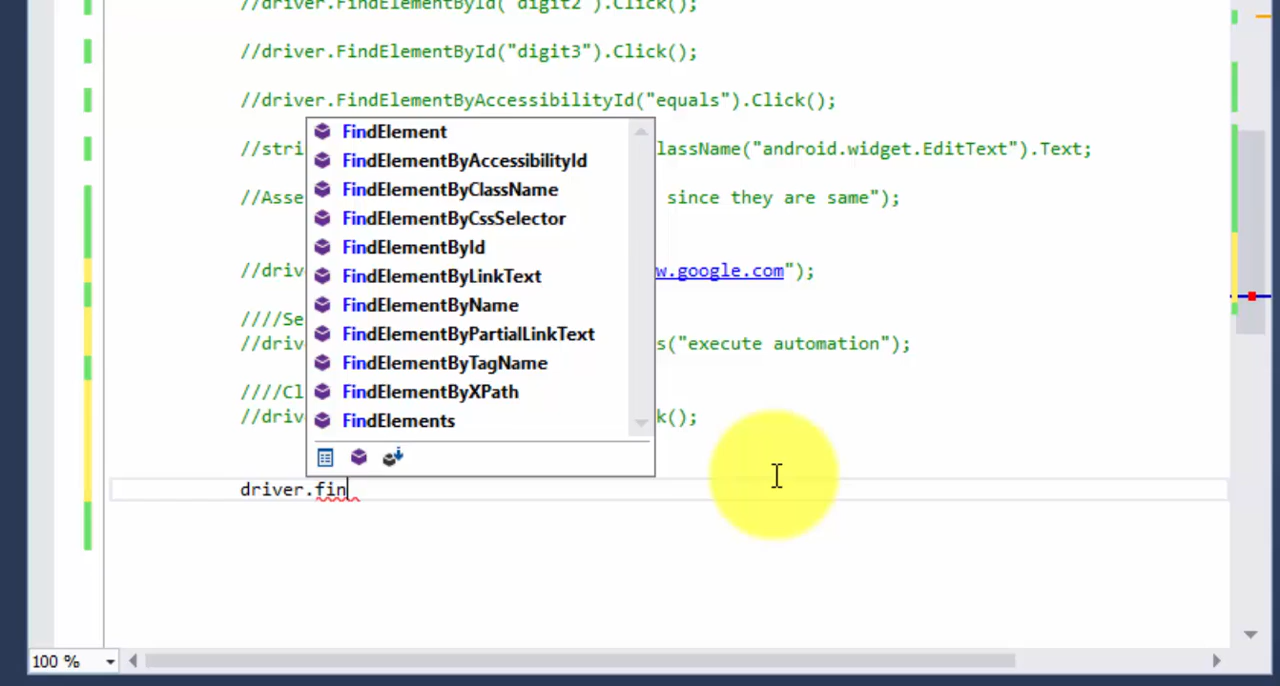 //driver.FindElementById("digit2").Click();
//driver.FindElementById("digit3").Click();
//driver.FindElementByAccessibilityId("equals").Click();
//stri lassName("android.widget.EditText").Text;
//Asse since they are same");
//driv w.google.com");
////Se
//driv s("execute automation");
////Cl
//driv k();
FindElement
FindElementByAccessibilityId
FindElementByClassName
FindElementByCssSelector
FindElementById
FindElementByLinkText
FindElementByName
FindElementByPartialLinkText
FindElementByTagName
FindElementByXPath
FindElements
driver.fin
100 %